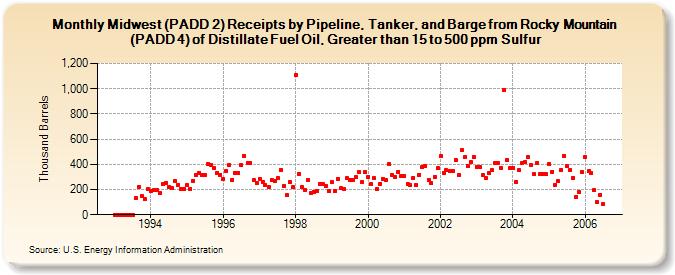 Monthly Midwest (PADD 2) Receipts by Pipeline, Tanker, and Barge from Rocky Mountain
(PADD 4) of Distillate Fuel Oil, Greater than 15 to 500 ppm Sulfur
Thousand Barrels
1,200
1,000
800
600
400
200
0
1994 1996 1998 2000 2002 2004 2006
Source: U.S. Energy Information Administration